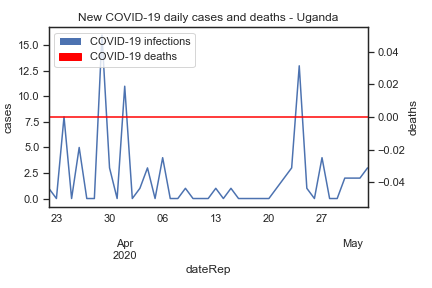 New COVID-19 daily cases and deaths - Uganda
COVID-19 infections
COVID-19 deaths
cases
15.0
12.5
10.0
7.5
5.0
2.5
0.0
0.04
0.02
0.00
−0.02
−0.04
deaths
23 30 06 13 20 27
Apr May
2020
dateRep